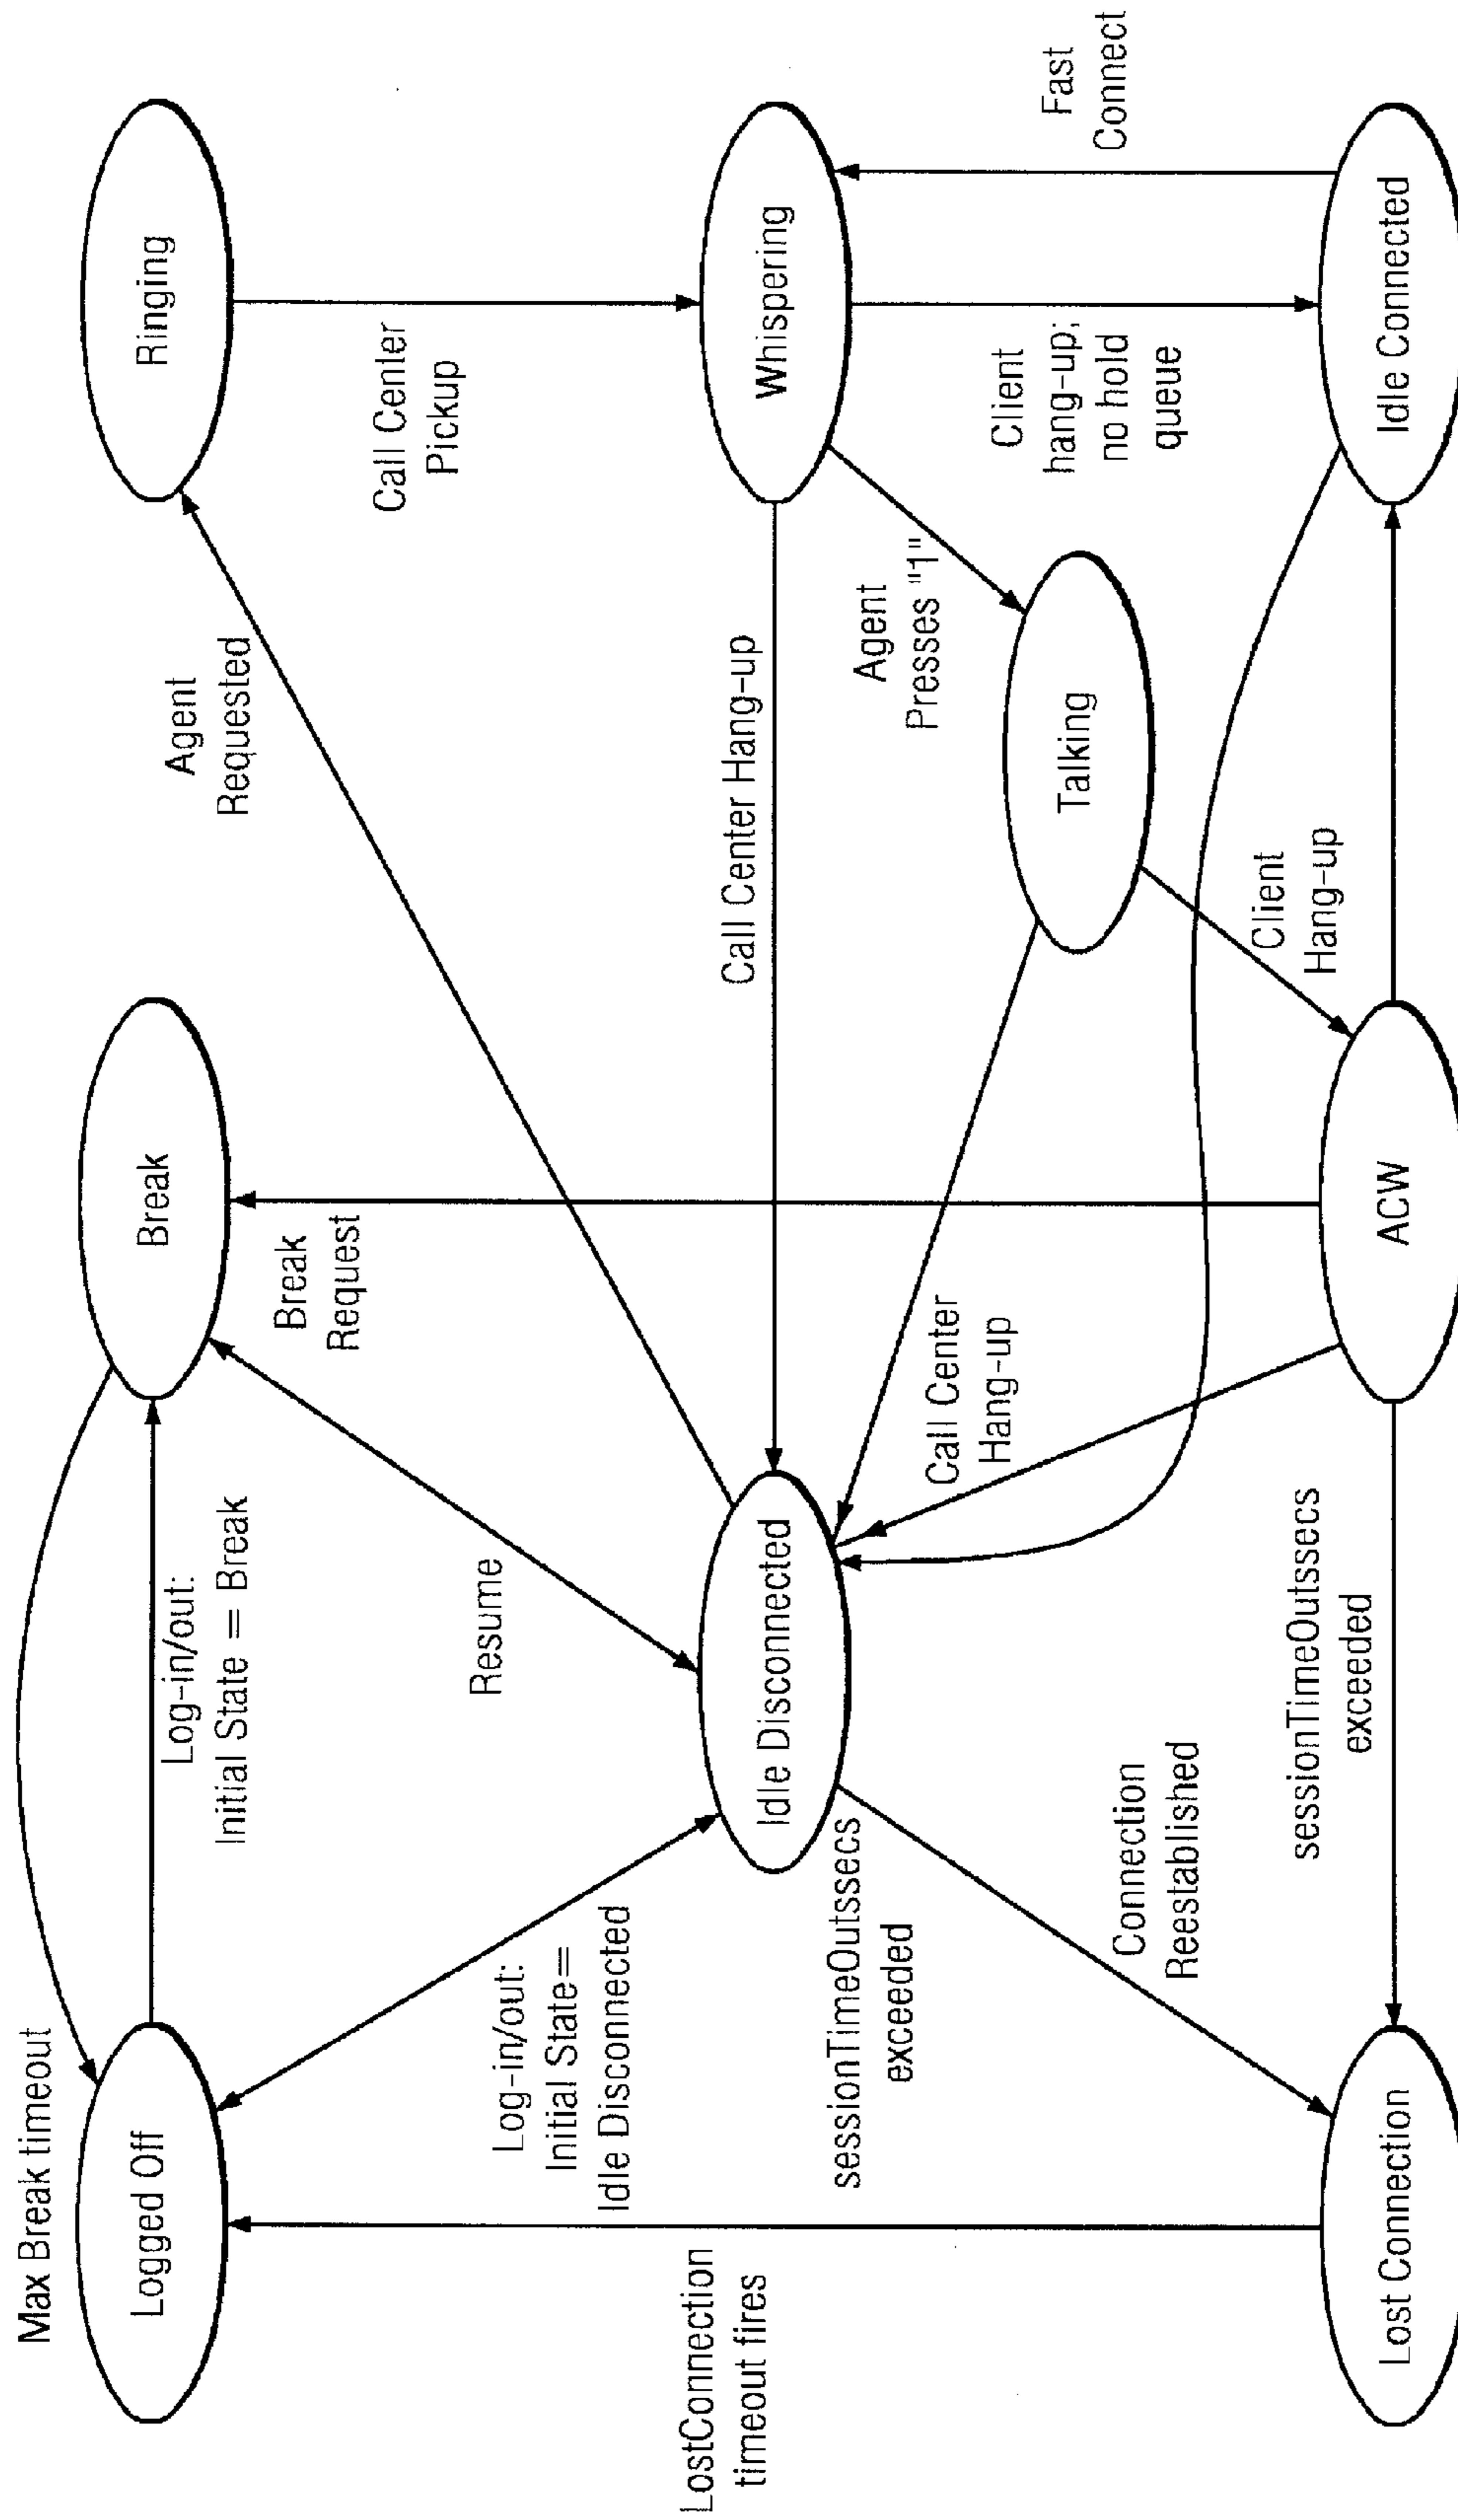 Max Break timeout
Logged Off
Log-in/out:
Initial State = Break
Break
Agent
Requested
Ringing
Break
Request
Resume
Call Center
Pickup
Log-in/out:
Initial State=
Idle Disconnected
LostConnection
timeout fires
Idle Disconnected
Call Center Hang-up
Whispering
sessionTimeOutssecs
exceeded
Call Center
Hang-up
Agent
Presses "1"
Talking
Client
hang-up;
no hold
queue
Fast
Connect
Connection
Reestablished
Client
Hang-up
sessionTimeOutssecs
exceeded
Lost Connection
ACW
Idle Connected